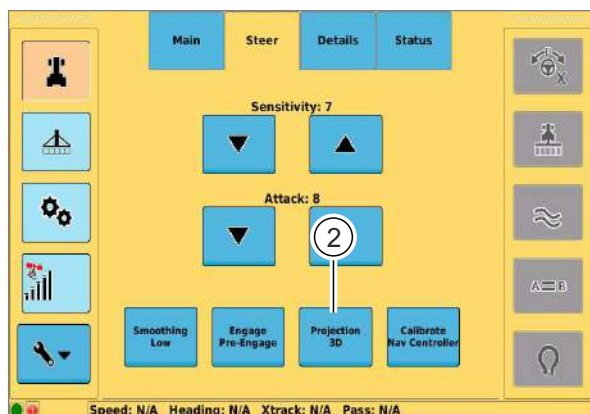 Main Steer Details Status
Sensitivity: 7
Attack: 8
2
X
A=B
Smoothing
Low
Engage
Pre-Engage
Projection
3D
Calibrate
Nav Controller
Speed: N/A Heading: N/A Xtrack: N/A Pass: N/A